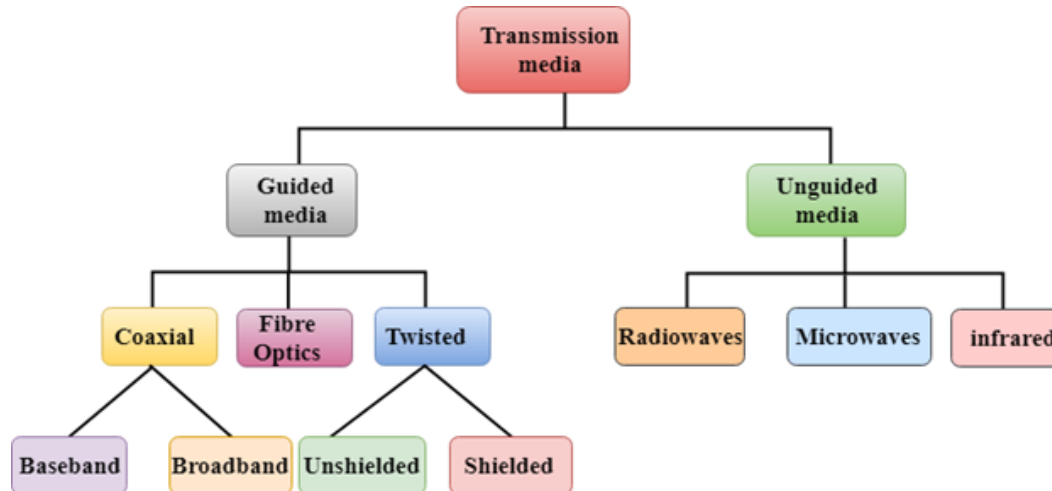 Transmission
media
Guided
media
Unguided
media
Coaxial
Fibre
Optics
Twisted
Radiowaves
Microwaves
infrared
Baseband
Broadband
Unshielded
Shielded